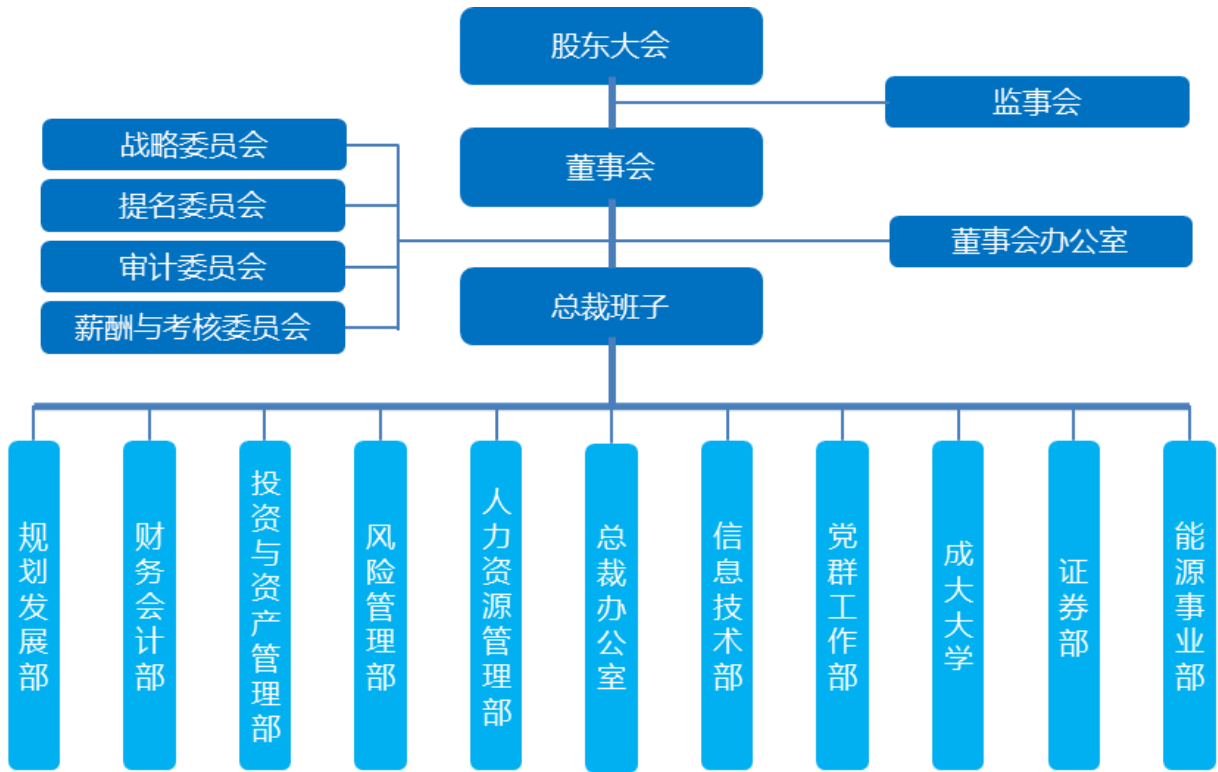 股东大会
监事会
董事会
战略委员会
提名委员会
审计委员会
薪酬与考核委员会
董事会办公室
总裁班子
规划发展部
财务会计部
投资与资产管理部
风险管理部
人力资源管理部
总裁办公室
信息技术部
党群工作部
成大大学
证券部
能源事业部